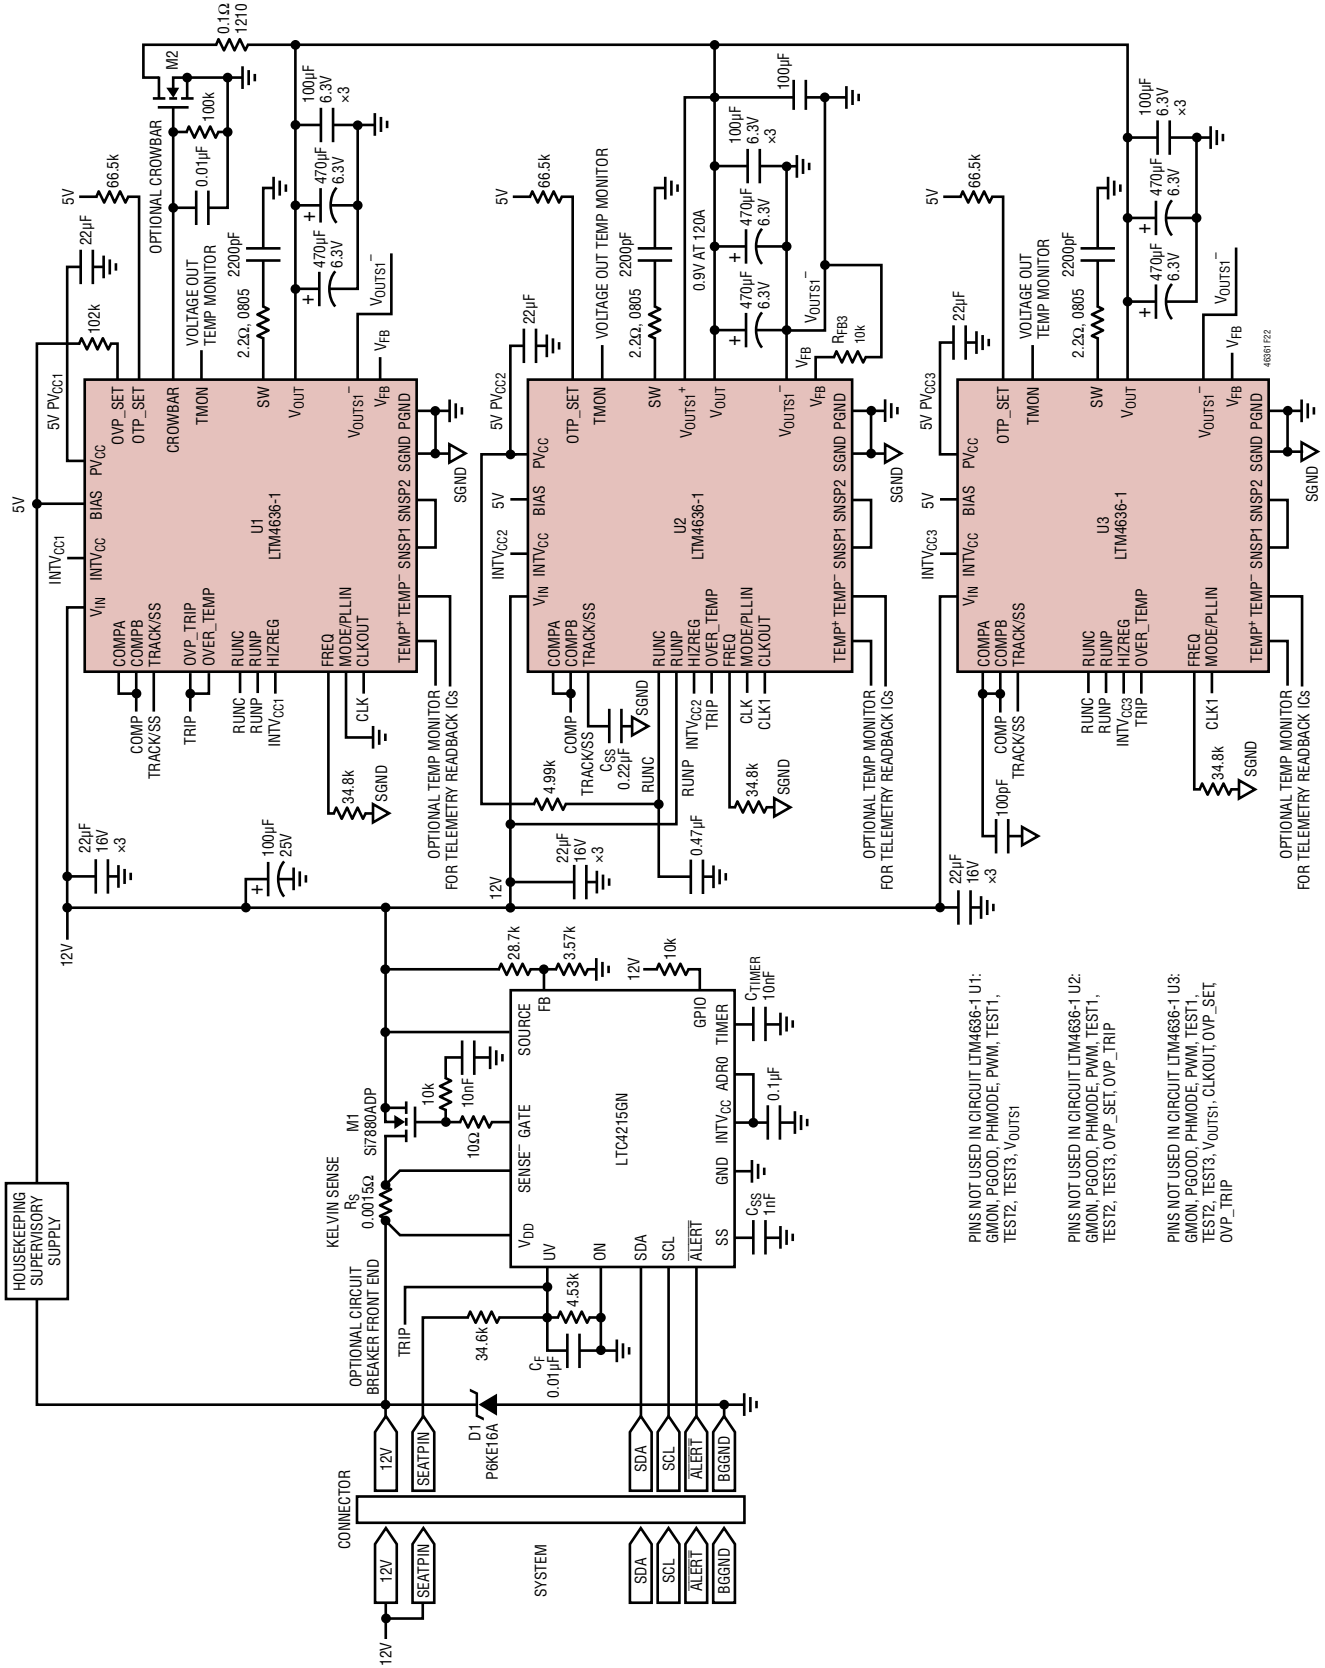 HOUSEKEEPING
SUPERVISORY
SUPPLY
12V
12V
SEATPIN
SYSTEM
SDA
SCL
ALERT
BGGND
CONNECTOR
12V
SEATPIN
SDA
SCL
ALERT
BGGND
D1
P6KE16A
OPTIONAL CIRCUIT
BREAKER FRONT END
TRIP
34.6k
CF
0.01µF
4.53k
KELVIN SENSE
RS
0.0015Ω
M1
Si7880ADP
10Ω
10k
10nF
VDD
SENSE–
GATE
SOURCE
UV
ON
SDA
SCL
ALERT
FB
GPIO
LTC4215GN
SS
GND
INTVCC
ADR0
TIMER
CSS
1nF
0.1µF
CTIMER
10nF
28.7k
3.57k
12V
10k
12V
22µF
16V
×3
100µF
25V
5V
INTVCC1
5V PVCC1
22µF
102k
5V
66.5k
VIN
INTVCC
BIAS
PVCC
COMPA
COMPB
TRACK/SS
OVP_TRIP
OVER_TEMP
RUNC
RUNP
HIZREG
FREQ
MODE/PLLIN
CLKOUT
TEMP+
TEMP–
SNSP1
SNSP2
SGND
PGND
OVP_SET
OTP_SET
CROWBAR
TMON
SW
VOUT
VOUTS1–
VFB
U1
LTM4636-1
COMP
TRACK/SS
TRIP
RUNC
RUNP
INTVCC1
CLK
34.8k
SGND
OPTIONAL TEMP MONITOR
FOR TELEMETRY READBACK ICs
SGND
OPTIONAL CROWBAR
M2
0.1Ω
1210
100k
0.01µF
VOLTAGE OUT
TEMP MONITOR
2.2Ω, 0805
2200pF
470µF
6.3V
470µF
6.3V
100µF
6.3V
×3
VOUTS1–
VFB
12V
22µF
16V
×3
INTVCC2
5V
5V PVCC2
22µF
5V
66.5k
VIN
INTVCC
BIAS
PVCC
COMPA
COMPB
TRACK/SS
RUNC
RUNP
HIZREG
OVER_TEMP
FREQ
MODE/PLLIN
CLKOUT
TEMP+
TEMP–
SNSP1
SNSP2
SGND
PGND
OTP_SET
TMON
SW
VOUTS1+
VOUT
VOUTS1–
VFB
U2
LTM4636-1
COMP
TRACK/SS
CSS
0.22µF
SGND
4.99k
RUNC
RUNP
0.47µF
INTVCC2
TRIP
CLK
CLK1
34.8k
SGND
OPTIONAL TEMP MONITOR
FOR TELEMETRY READBACK ICs
SGND
VOLTAGE OUT TEMP MONITOR
2.2Ω, 0805
2200pF
0.9V AT 120A
470µF
6.3V
470µF
6.3V
100µF
6.3V
×3
100µF
VOUTS1–
VFB
RFB3
10k
22µF
16V
×3
INTVCC3
5V
5V PVCC3
22µF
5V
66.5k
VIN
INTVCC
BIAS
PVCC
COMPA
COMPB
TRACK/SS
RUNC
RUNP
HIZREG
OVER_TEMP
FREQ
MODE/PLLIN
TEMP+
TEMP–
SNSP1
SNSP2
SGND
PGND
OTP_SET
TMON
SW
VOUT
VOUTS1–
VFB
U3
LTM4636-1
COMP
TRACK/SS
100pF
RUNC
RUNP
INTVCC3
TRIP
CLK1
34.8k
SGND
OPTIONAL TEMP MONITOR
FOR TELEMETRY READBACK ICs
SGND
VOLTAGE OUT
TEMP MONITOR
2.2Ω, 0805
2200pF
470µF
6.3V
470µF
6.3V
100µF
6.3V
×3
VOUTS1–
VFB
46361 F22
PINS NOT USED IN CIRCUIT LTM4636-1 U1:
GMON, PGOOD, PHMODE, PWM, TEST1,
TEST2, TEST3, VOUTS1
PINS NOT USED IN CIRCUIT LTM4636-1 U2:
GMON, PGOOD, PHMODE, PWM, TEST1,
TEST2, TEST3, OVP_SET, OVP_TRIP
PINS NOT USED IN CIRCUIT LTM4636-1 U3:
GMON, PGOOD, PHMODE, PWM, TEST1,
TEST2, TEST3, VOUTS1, CLKOUT, OVP_SET,
OVP_TRIP